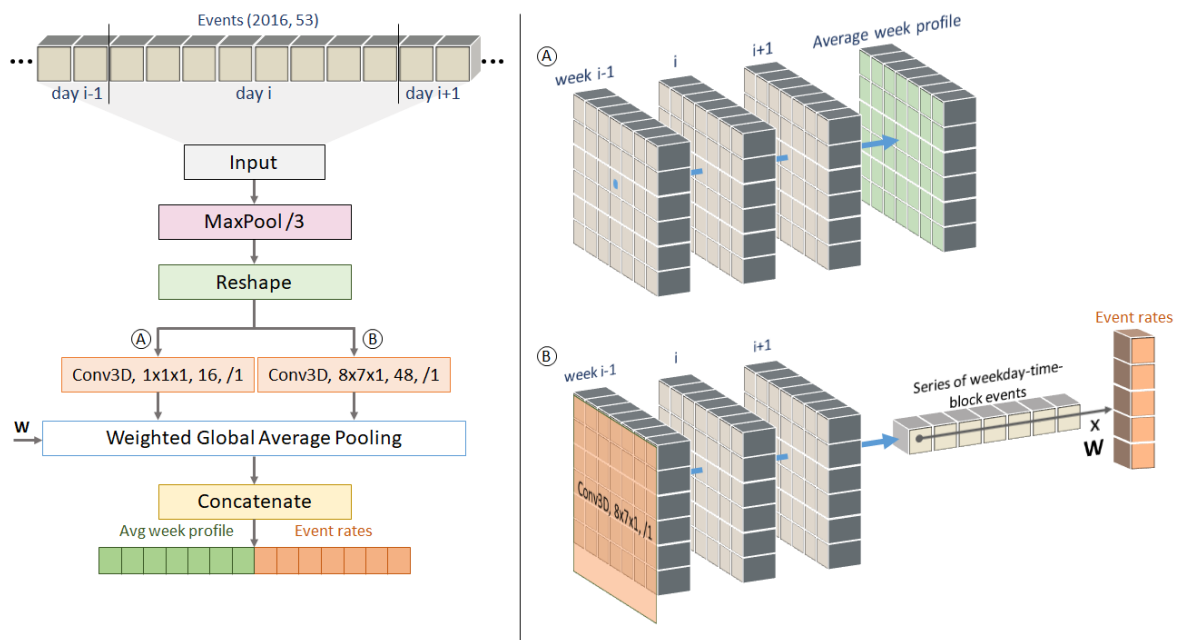 Events (2016, 53)
day i-1
day i
day i+1
Input
MaxPool /3
Reshape
A
B
Conv3D, 1x1x1, 16, /1
Conv3D, 8x7x1, 48, /1
W
Weighted Global Average Pooling
Concatenate
Avg week profile
Event rates
A
week i-1
i
i+1
Average week profile
B
week i-1
i
i+1
Conv3D, 8x7x1, /1
Series of weekday-time-
block events
x
W
Event rates